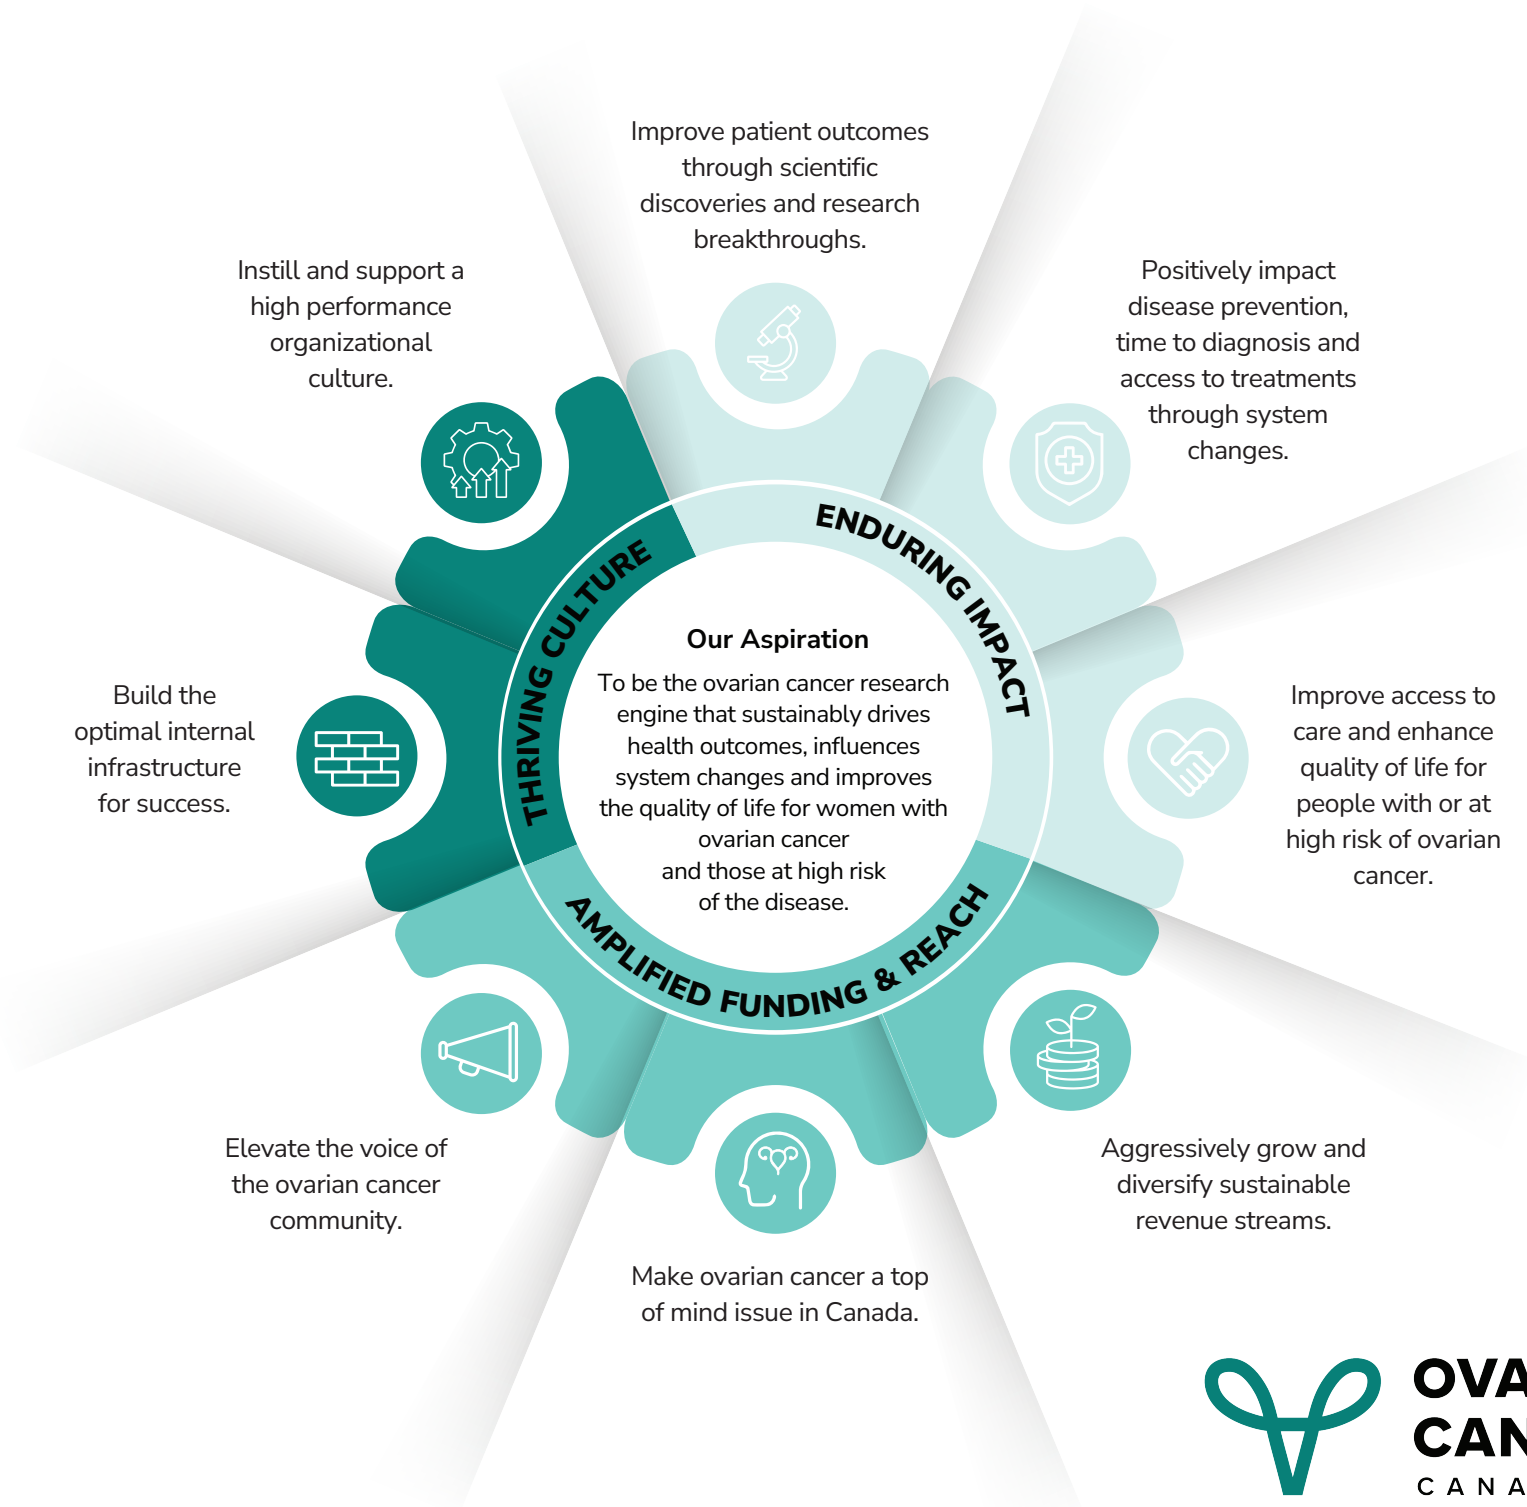 Improve patient outcomes
through scientific
discoveries and research
breakthroughs.
Positively impact
disease prevention,
time to diagnosis and
access to treatments
through system
changes.
Improve access to
care and enhance
quality of life for
people with or at
high risk of ovarian
cancer.
Aggressively grow and
diversify sustainable
revenue streams.
Make ovarian cancer a top
of mind issue in Canada.
Elevate the voice of
the ovarian cancer
community.
Build the
optimal internal
infrastructure
for success.
Instill and support a
high performance
organizational
culture.
ENDURING IMPACT
AMPLIFIED FUNDING & REACH
THRIVING CULTURE
Our Aspiration
To be the ovarian cancer research
engine that sustainably drives
health outcomes, influences
system changes and improves
the quality of life for women with
ovarian cancer
and those at high risk
of the disease.
OVA
CAN
CANA